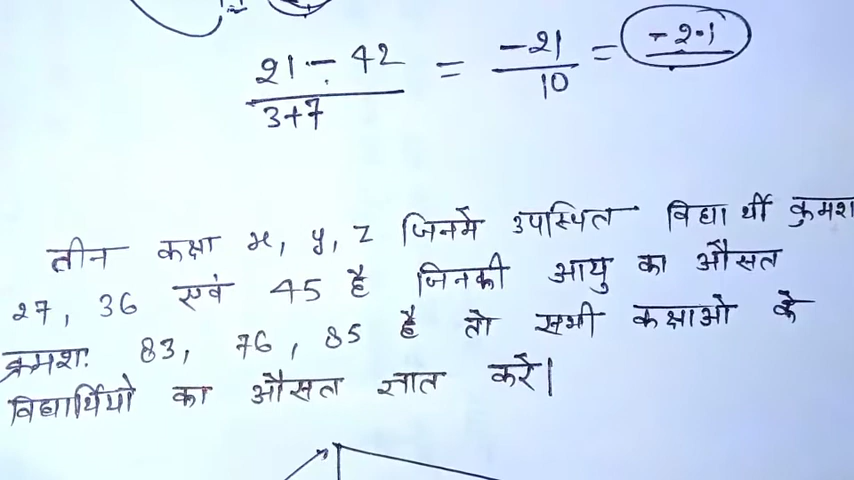 21 - 42 / 3+7 = -21 / 10 = -2.1
तीन कक्षा x, y, z जिनमे उपस्थित विद्यार्थी क्रमश
27, 36 एवं 45 है जिनकी आयु का औसत
क्रमश: 83, 76, 85 है तो सभी कक्षाओ के
विद्यार्थियो का औसत ज्ञात करे|